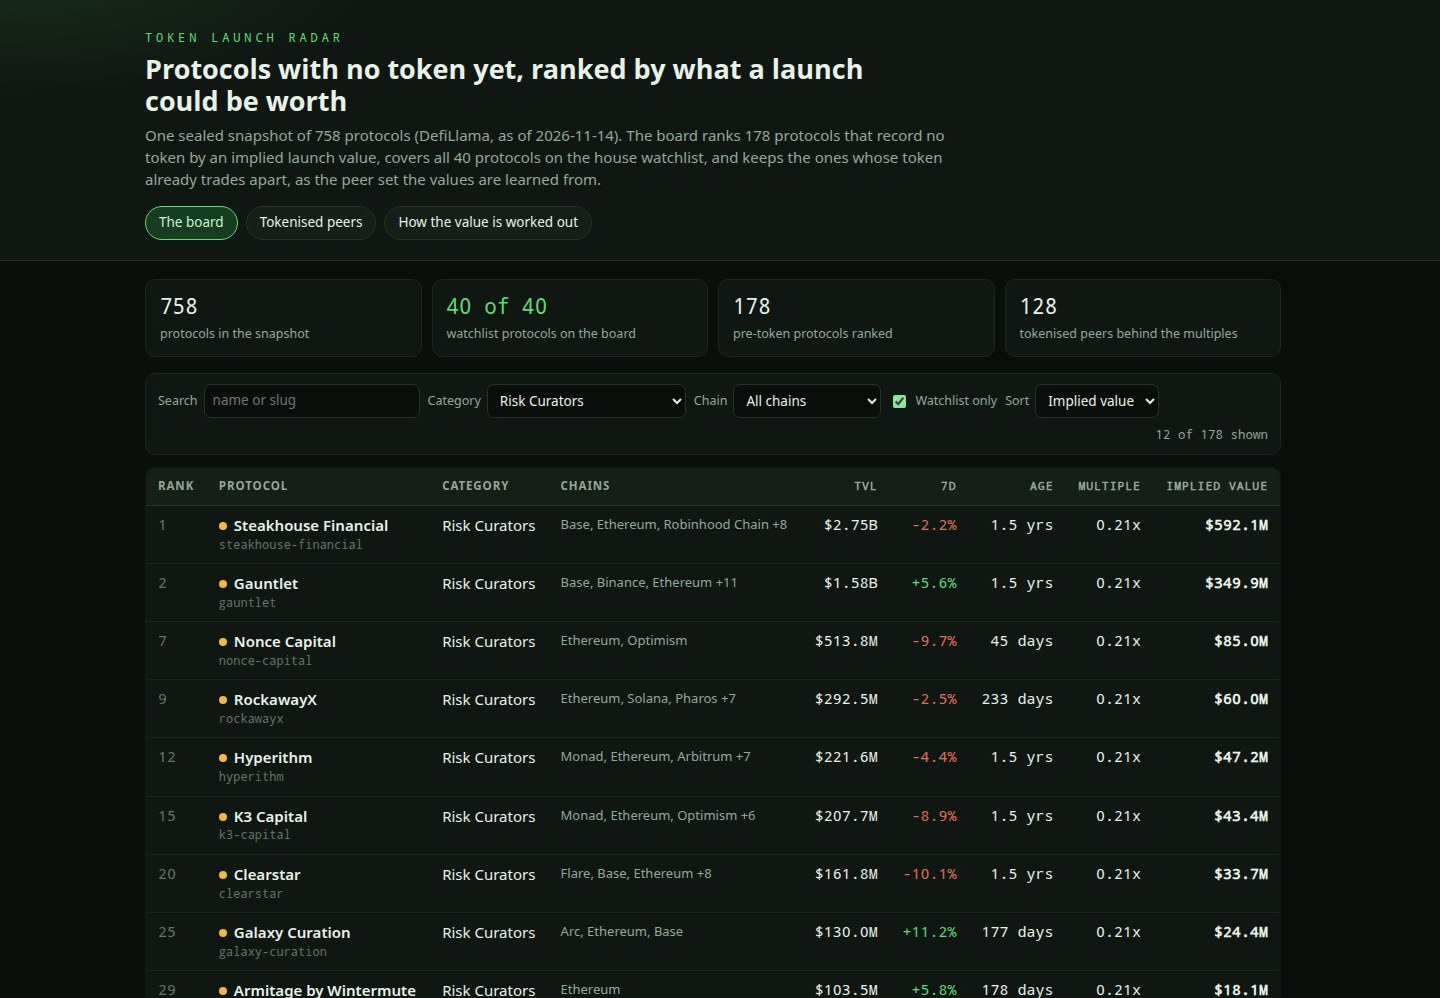 TOKEN LAUNCH RADAR
Protocols with no token yet, ranked by what a launch
could be worth
One sealed snapshot of 758 protocols (DefiLlama, as of 2026-11-14). The board ranks 178 protocols that record no
token by an implied launch value, covers all 40 protocols on the house watchlist, and keeps the ones whose token
already trades apart, as the peer set the values are learned from.
The board Tokenised peers How the value is worked out
758 40 of 40 178 128
protocols in the snapshot watchlist protocols on the board pre-token protocols ranked tokenised peers behind the multiples
Search name or slug Category Risk Curators Chain All chains Watchlist only Sort Implied value
12 of 178 shown
RANK PROTOCOL CATEGORY CHAINS TVL 7D AGE MULTIPLE IMPLIED VALUE
1 Steakhouse Financial Risk Curators Base, Ethereum, Robinhood Chain +8 $2.75B -2.2% 1.5 yrs 0.21x $592.1M
steakhouse-financial
2 Gauntlet Risk Curators Base, Binance, Ethereum +11 $1.58B +5.6% 1.5 yrs 0.21x $349.9M
gauntlet
7 Nonce Capital Risk Curators Ethereum, Optimism $513.8M -9.7% 45 days 0.21x $85.0M
nonce-capital
9 RockawayX Risk Curators Ethereum, Solana, Pharos +7 $292.5M -2.5% 233 days 0.21x $60.0M
rockawayx
12 Hyperithm Risk Curators Monad, Ethereum, Arbitrum +7 $221.6M -4.4% 1.5 yrs 0.21x $47.2M
hyperithm
15 K3 Capital Risk Curators Monad, Ethereum, Optimism +6 $207.7M -8.9% 1.5 yrs 0.21x $43.4M
k3-capital
20 Clearstar Risk Curators Flare, Base, Ethereum +8 $161.8M -10.1% 1.5 yrs 0.21x $33.7M
clearstar
25 Galaxy Curation Risk Curators Arc, Ethereum, Base $130.0M +11.2% 177 days 0.21x $24.4M
galaxy-curation
29 Armitage by Wintermute Risk Curators Ethereum $103.5M +5.8% 178 days 0.21x $18.1M